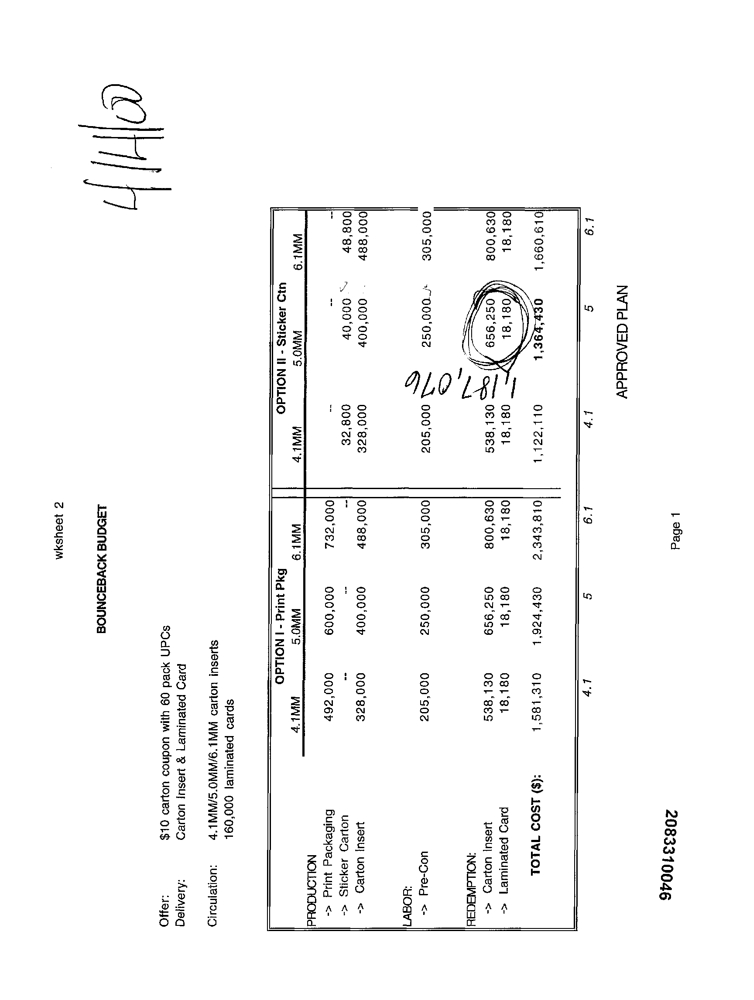 4/14/00
wksheet 2
BOUNCEBACK BUDGET
Offer: $10 carton coupon with 60 pack UPCs
Delivery: Carton Insert & Laminated Card
Circulation: 4.1MM/5.0MM/6.1MM carton inserts
160,000 laminated cards
OPTION I - Print Pkg OPTION II - Sticker Ctn
4.1MM 5.0MM 6.1MM 4.1MM 5.0MM 6.1MM
PRODUCTION
-> Print Packaging 492,000 600,000 732,000 -- --
-> Sticker Carton -- -- -- 32,800 40,000 48,800
-> Carton Insert 328,000 400,000 488,000 328,000 400,000 488,000
LABOR:
-> Pre-Con 205,000 250,000 305,000 205,000 250,000 305,000
1,187,076
REDEMPTION:
-> Carton Insert 538,130 656,250 800,630 538,130 656,250 800,630
-> Laminated Card 18,180 18,180 18,180 18,180 18,180 18,180
TOTAL COST ($): 1,581,310 1,924,430 2,343,810 1,122,110 1,364,430 1,660,610
4.1 5 6.1 4.1 5 6.1
APPROVED PLAN
Page 1
2083310046